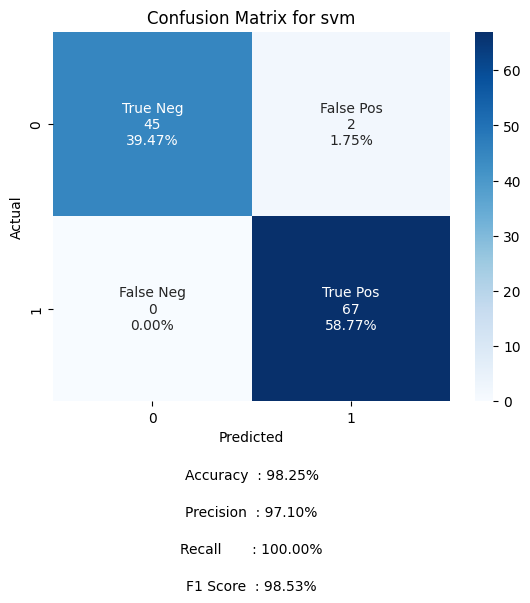 Confusion Matrix for svm
True Neg
45
39.47%
False Pos
2
1.75%
False Neg
0
0.00%
True Pos
67
58.77%
Actual
0
1
0
1
Predicted
60
50
40
30
20
10
0
Accuracy : 98.25%
Precision : 97.10%
Recall : 100.00%
F1 Score : 98.53%